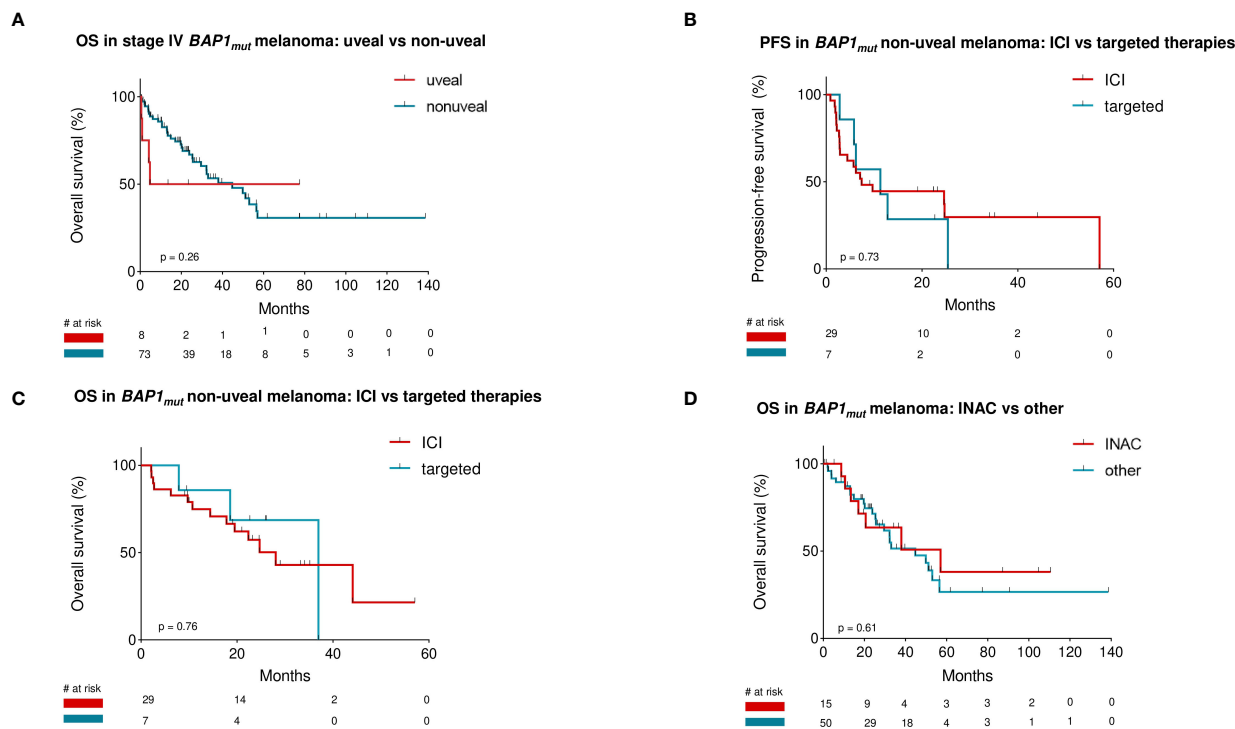 A
OS in stage IV BAP1mut melanoma: uveal vs non-uveal
uveal
nonuveal
Overall survival (%)
100
50
0
p = 0.26
0 20 40 60 80 100 120 140
Months
# at risk
8 2 1 1 0 0 0 0
73 39 18 8 5 3 1 0
B
PFS in BAP1mut non-uveal melanoma: ICI vs targeted therapies
ICI
targeted
Progression-free survival (%)
100
50
0
p = 0.73
0 20 40 60
Months
# at risk
29 10 2 0
7 2 0 0
C
OS in BAP1mut non-uveal melanoma: ICI vs targeted therapies
ICI
targeted
Overall survival (%)
100
50
0
p = 0.76
0 20 40 60
Months
# at risk
29 14 2 0
7 4 0 0
D
OS in BAP1mut melanoma: INAC vs other
INAC
other
Overall survival (%)
100
50
0
p = 0.61
0 20 40 60 80 100 120 140
Months
# at risk
15 9 4 3 3 2 0 0
50 29 18 4 3 1 1 0